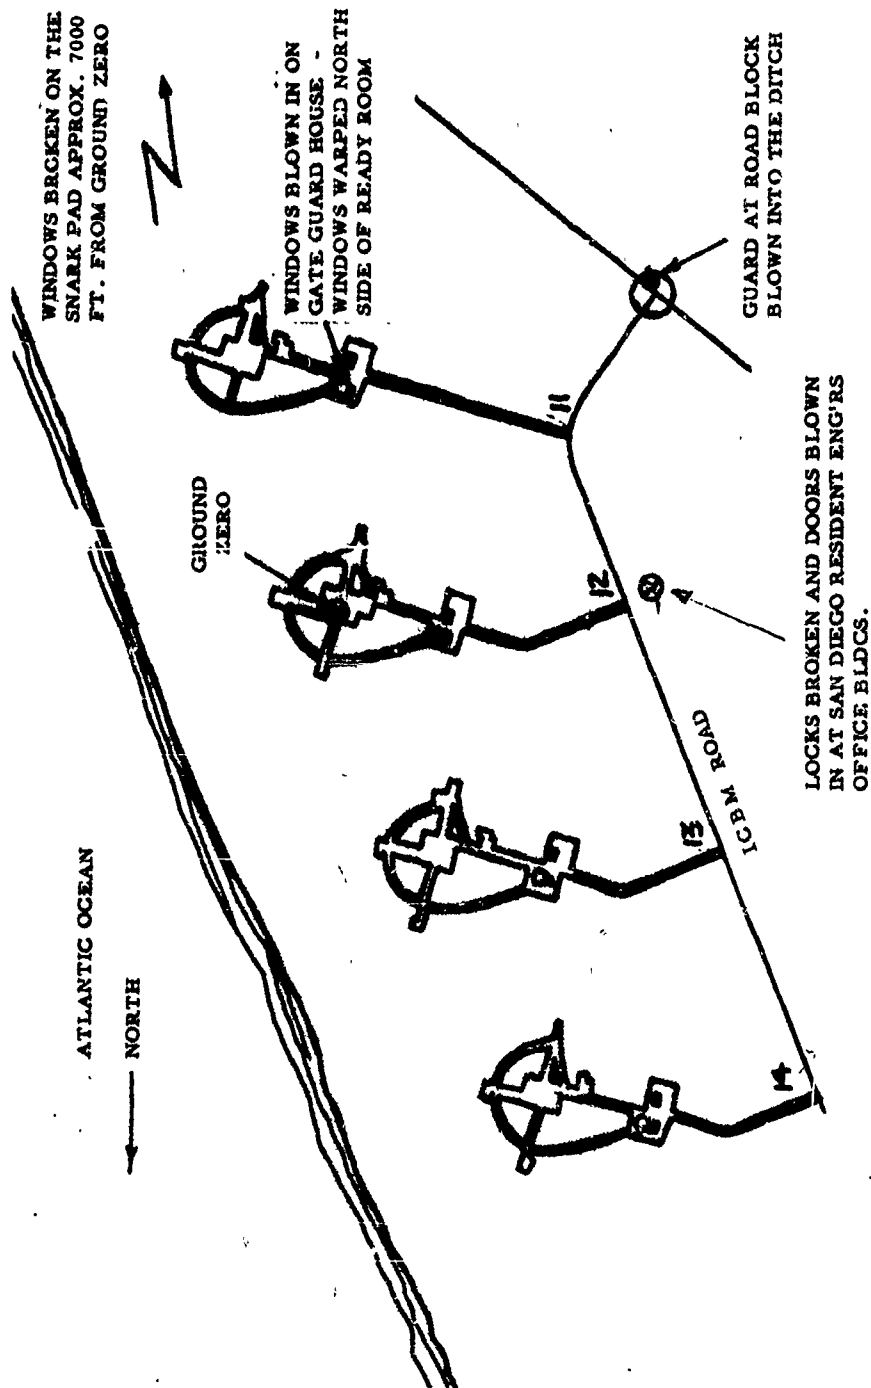 WINDOWS BROKEN ON THE
SNARK PAD APPROX. 7000
FT. FROM GROUND ZERO
WINDOWS BLOWN IN ON
GATE GUARD HOUSE -
WINDOWS WARPED NORTH
SIDE OF READY ROOM
GUARD AT ROAD BLOCK
BLOWN INTO THE DITCH
GROUND
ZERO
11
12
LOCKS BROKEN AND DOORS BLOWN
IN AT SAN DIEGO RESIDENT ENG'RS
OFFICE BLDGS.
ICBM ROAD
13
ATLANTIC OCEAN
NORTH
14